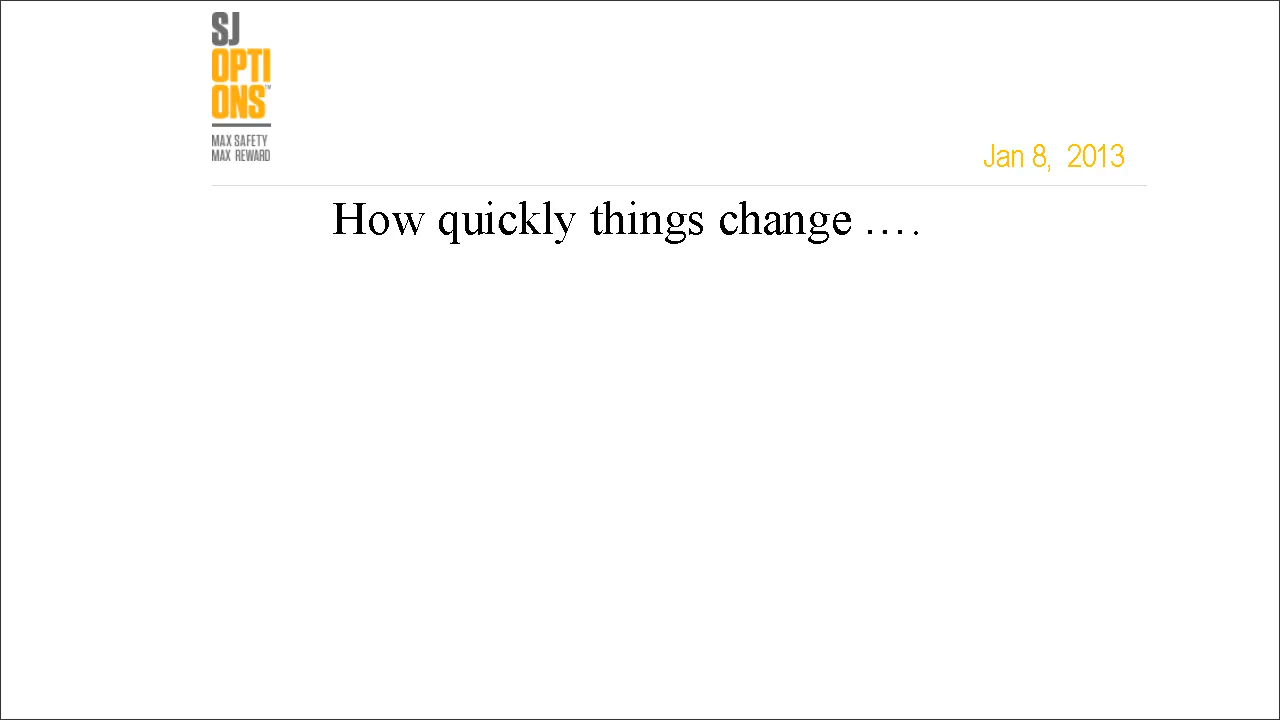 SJ
OPTI
ONS™
MAX SAFETY
MAX REWARD
Jan 8, 2013
How quickly things change ….